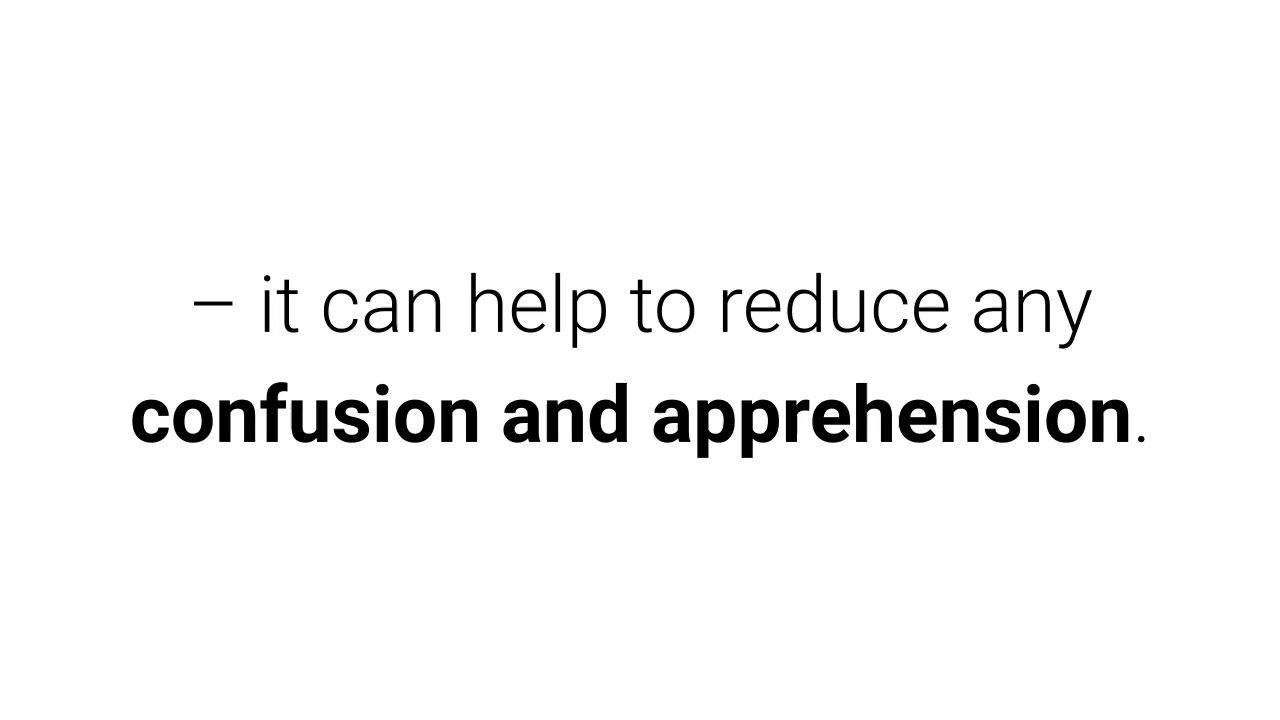 – it can help to reduce any
confusion and apprehension.